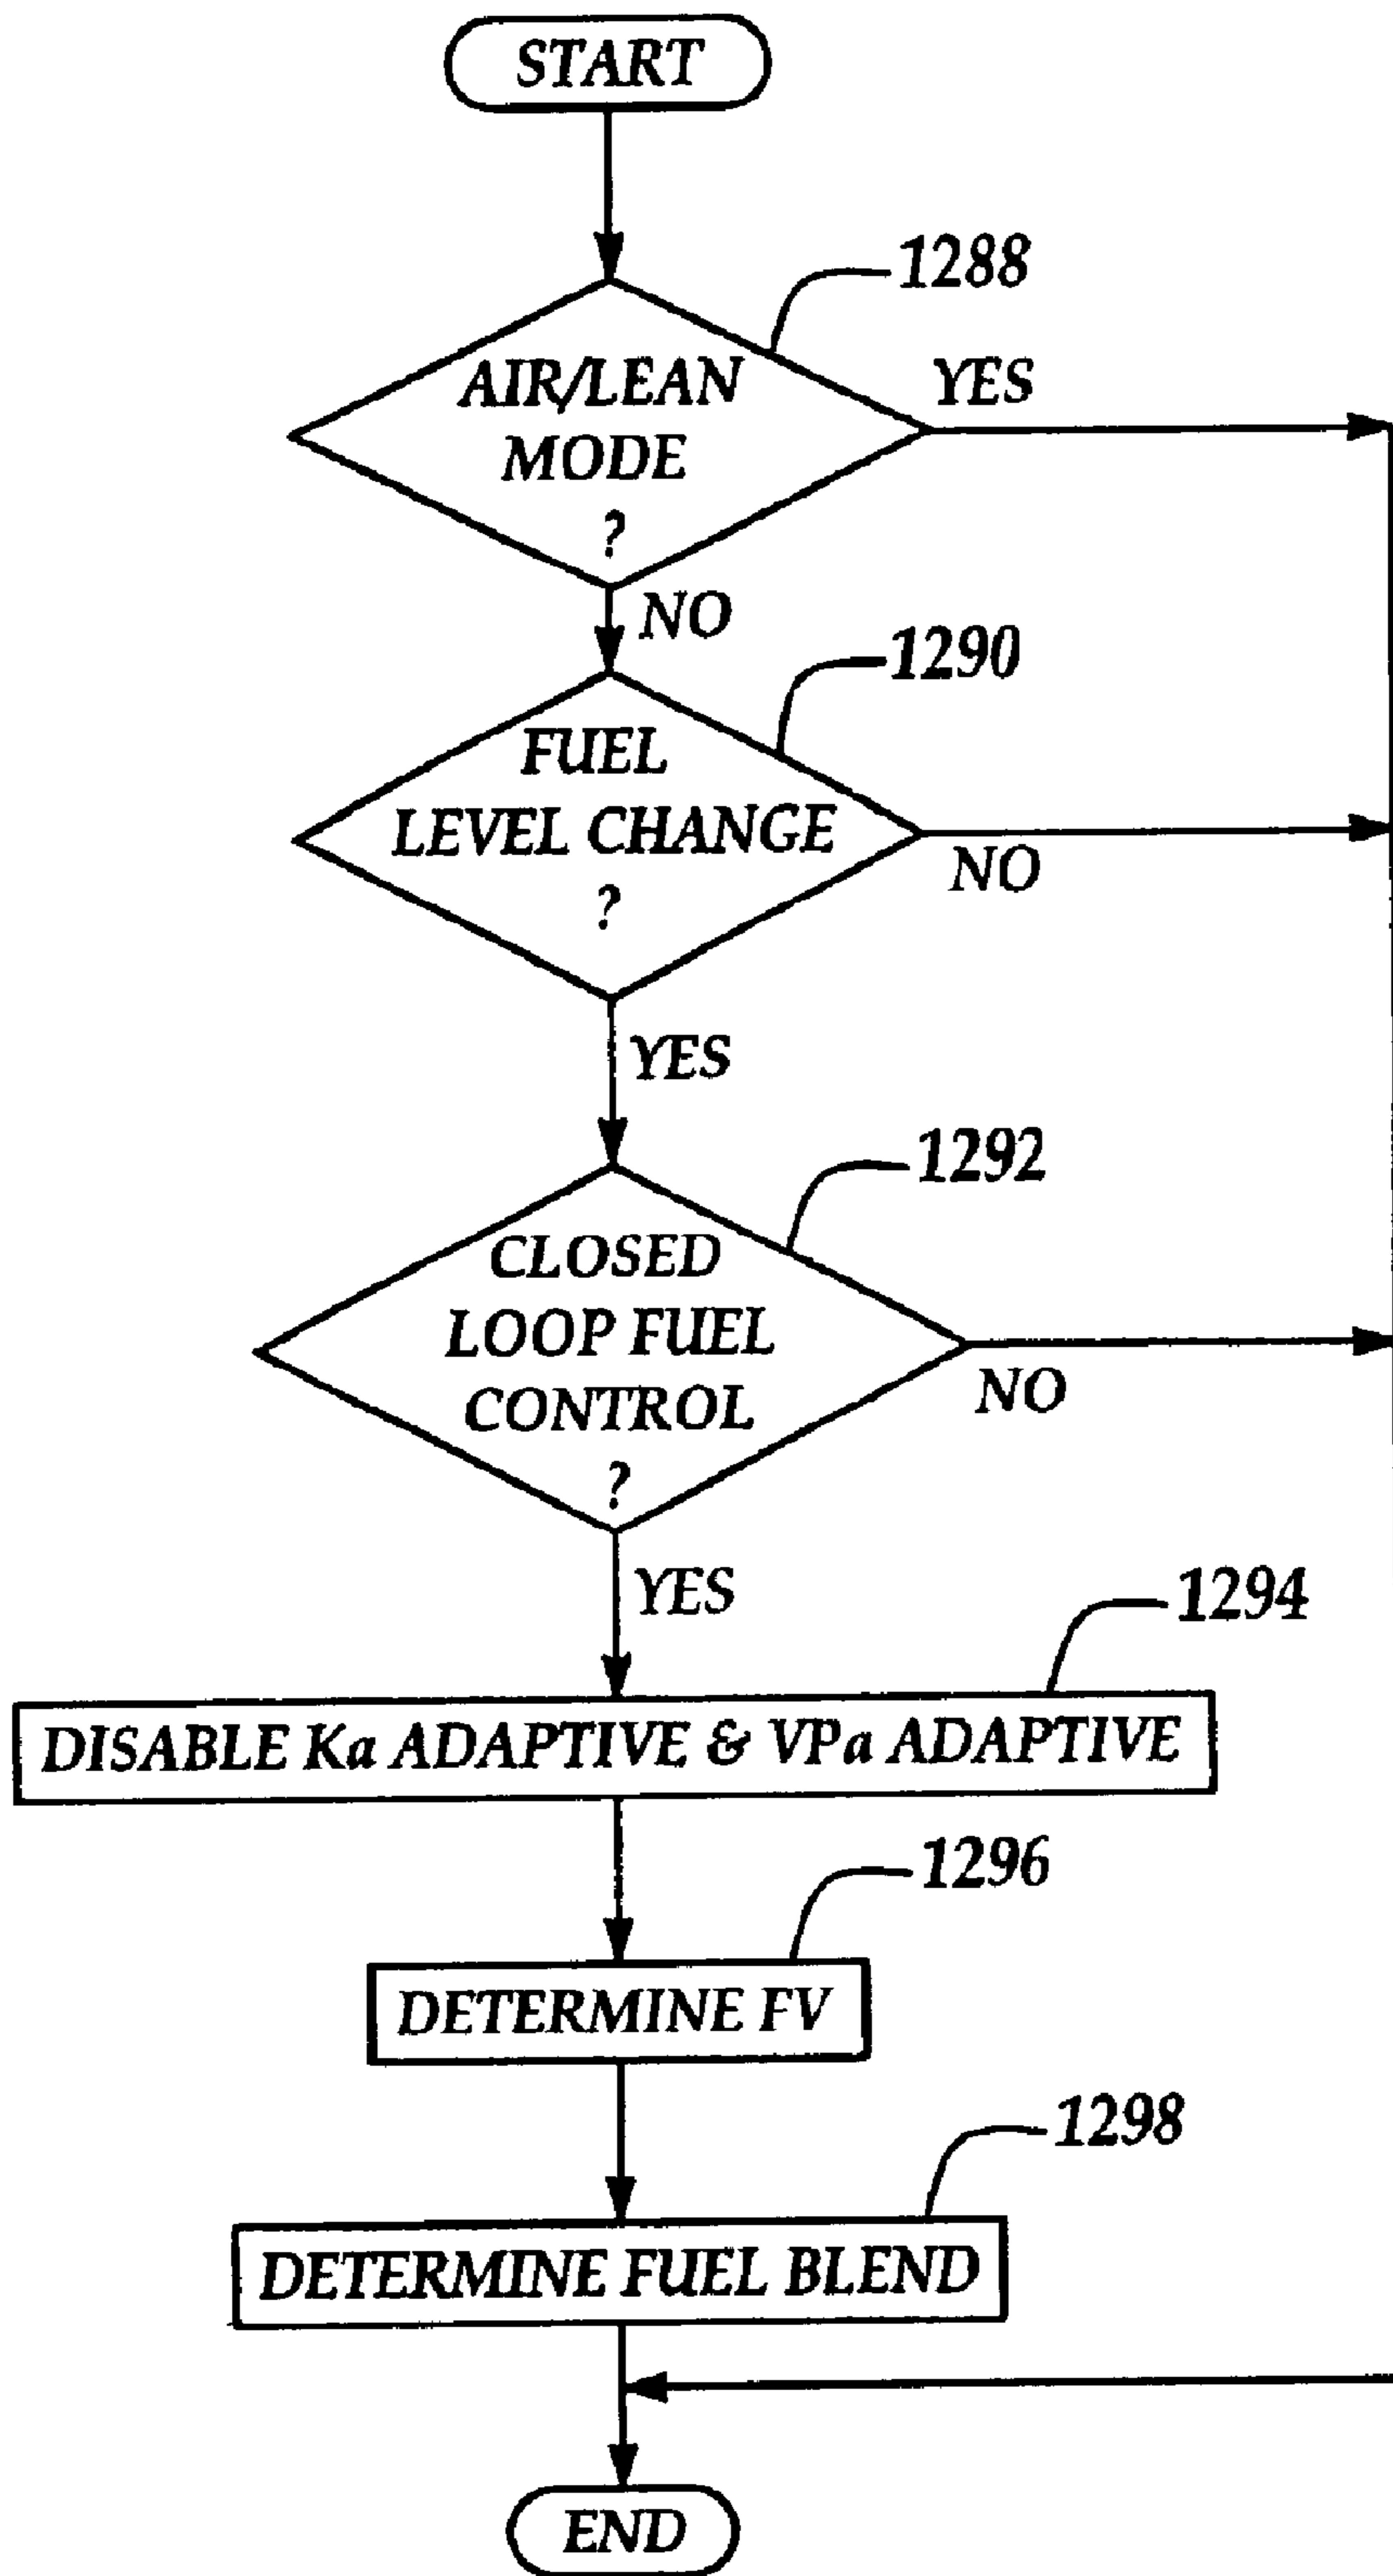 START
1288
AIR/LEAN
MODE
?
YES
NO
1290
FUEL
LEVEL CHANGE
?
NO
YES
1292
CLOSED
LOOP FUEL
CONTROL
?
NO
YES
1294
DISABLE Ka ADAPTIVE & VPa ADAPTIVE
1296
DETERMINE FV
1298
DETERMINE FUEL BLEND
END